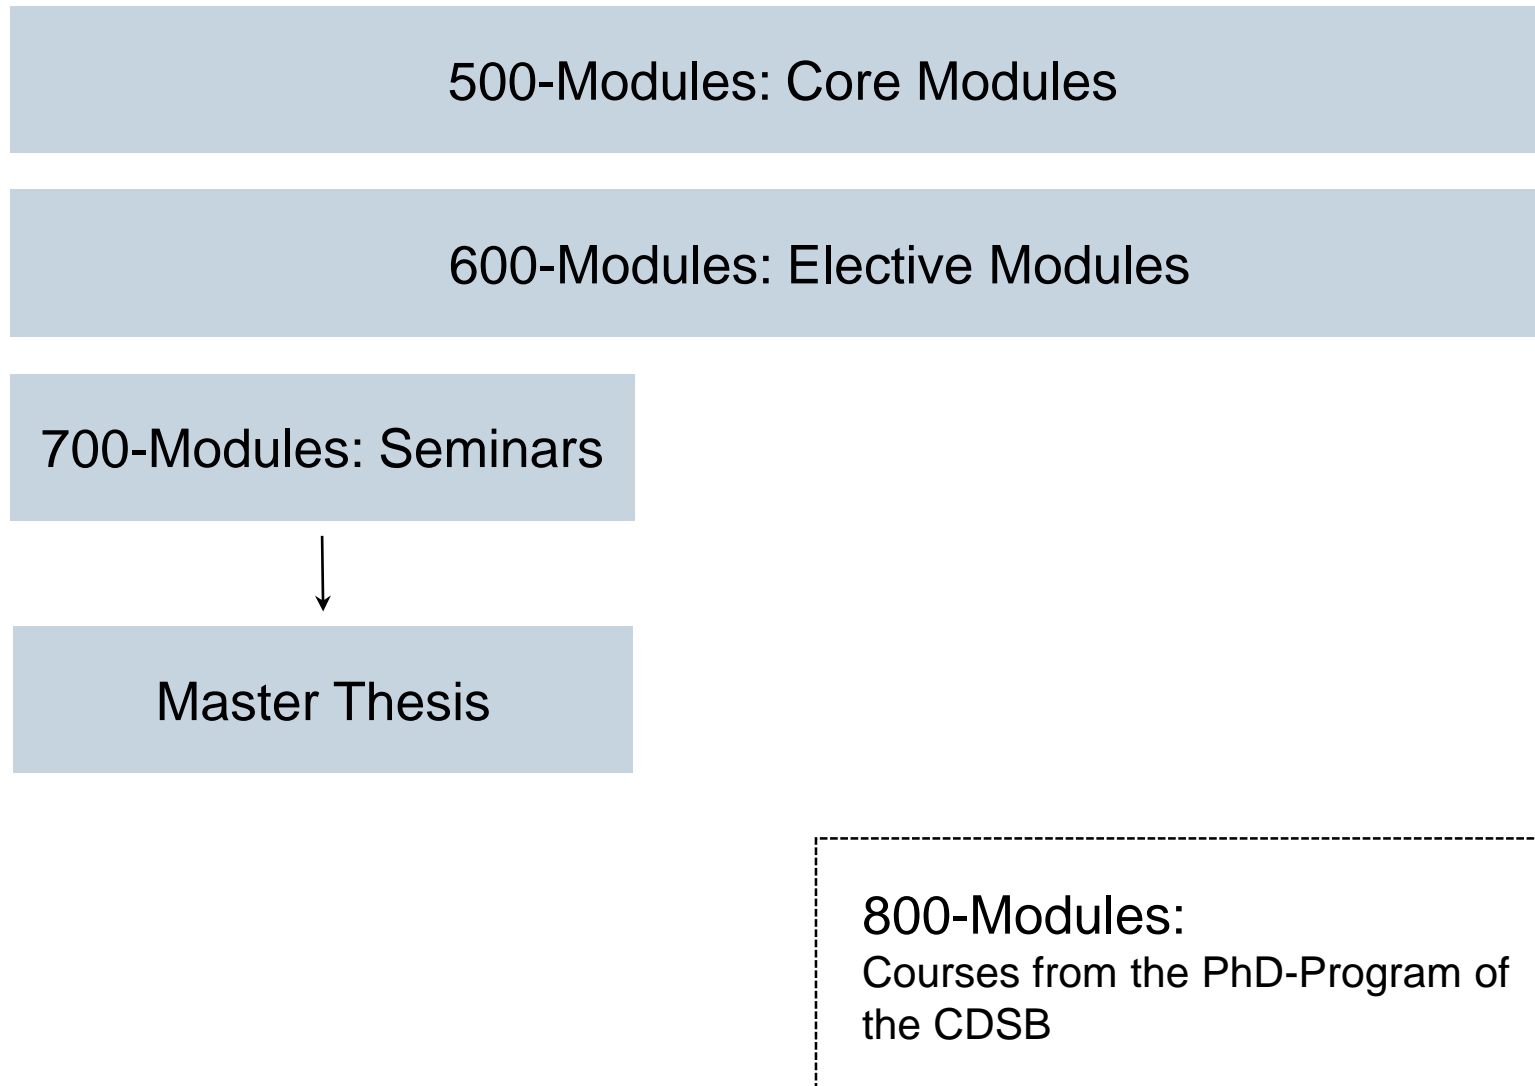 500-Modules: Core Modules
600-Modules: Elective Modules
700-Modules: Seminars
Master Thesis
800-Modules:
Courses from the PhD-Program of
the CDSB